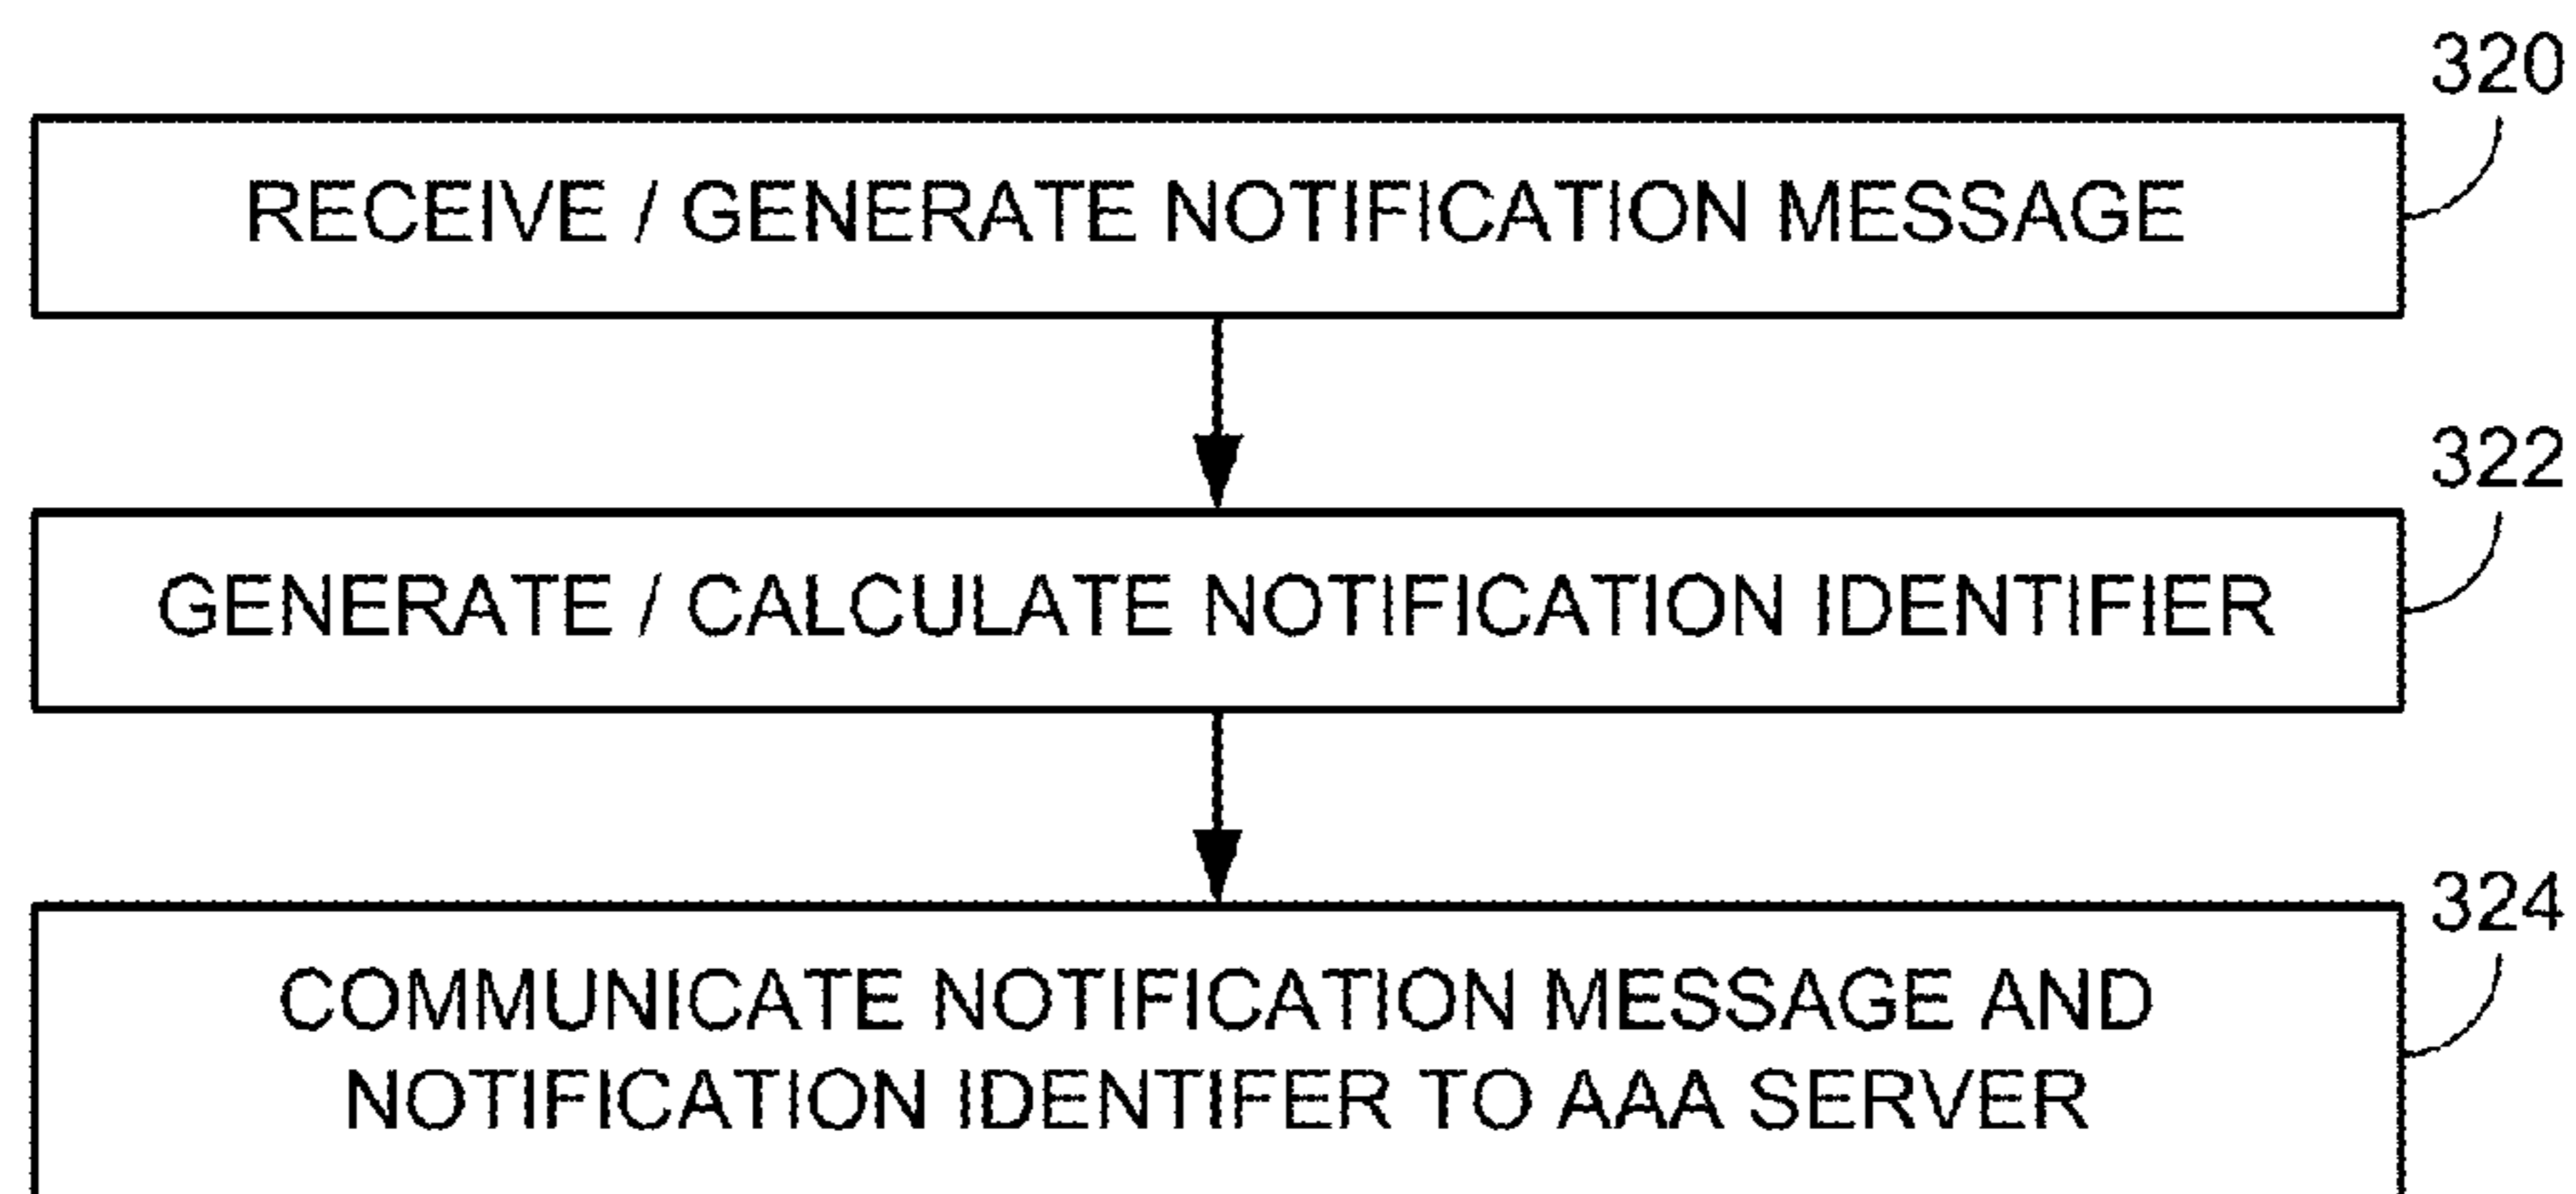 320
RECEIVE / GENERATE NOTIFICATION MESSAGE
322
GENERATE / CALCULATE NOTIFICATION IDENTIFIER
324
COMMUNICATE NOTIFICATION MESSAGE AND
NOTIFICATION IDENTIFER TO AAA SERVER